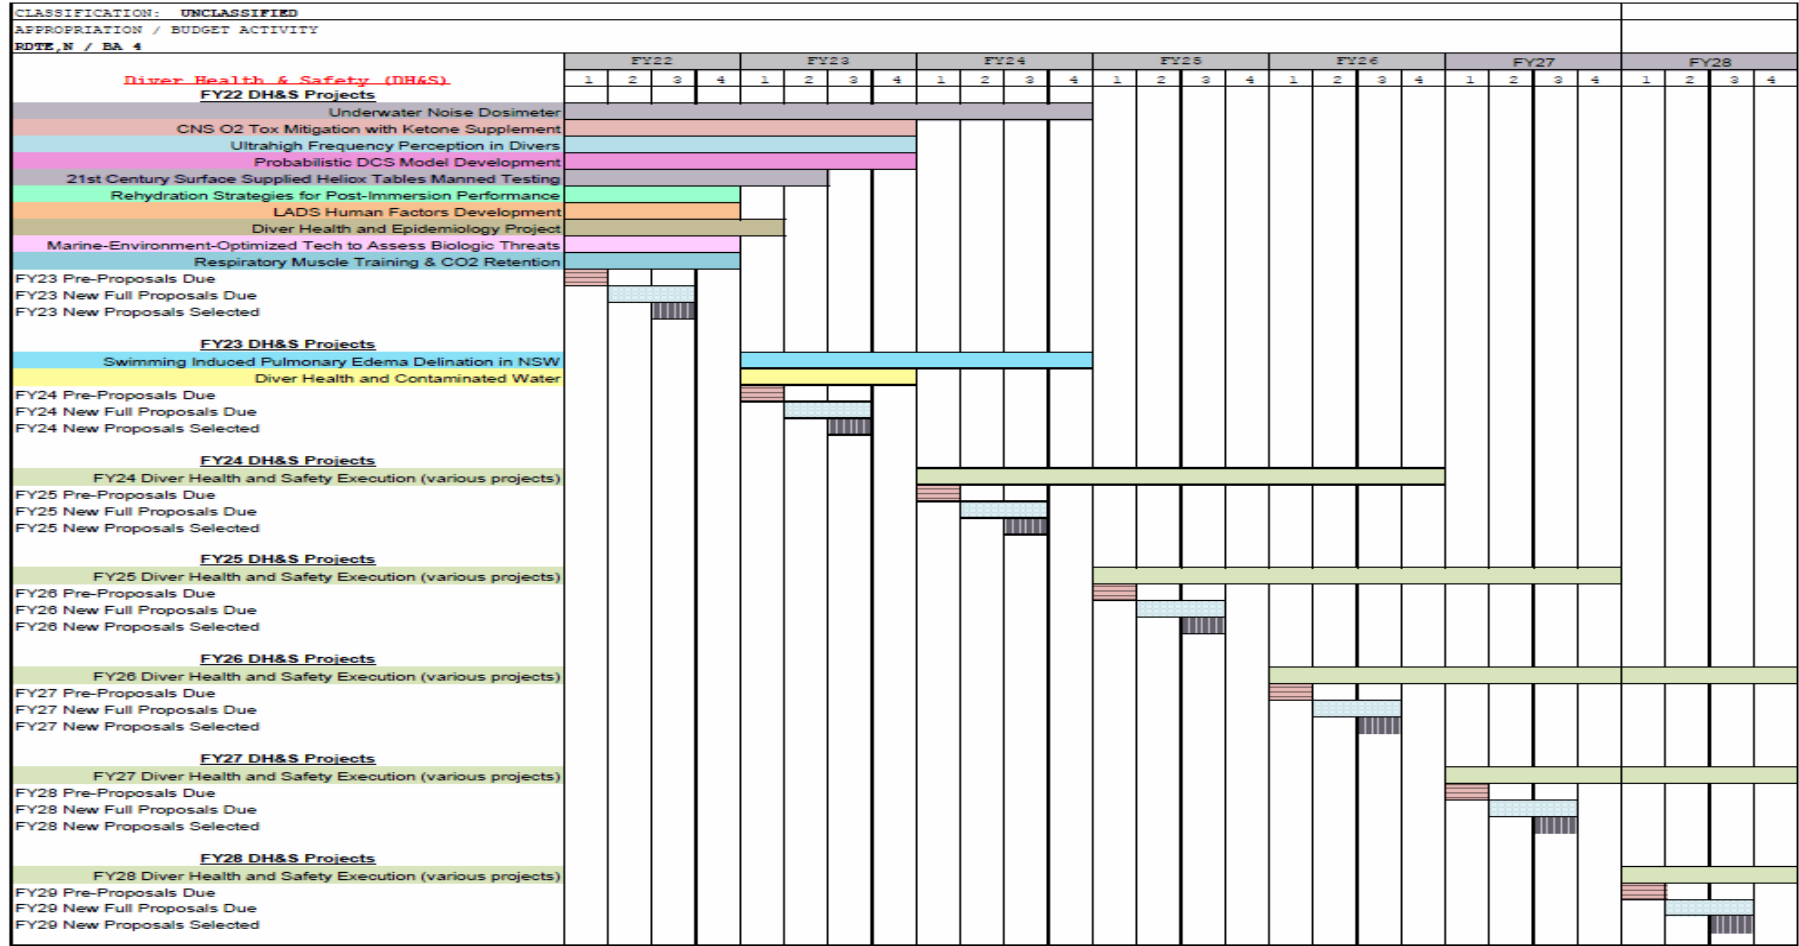 CLASSIFICATION: UNCLASSIFIED
APPROPRIATION / BUDGET ACTIVITY
RDTE,N / BA 4
FY22 FY23 FY24 FY25 FY26 FY27 FY28
Diver Health & Safety (DH&S) 1 2 3 4 1 2 3 4 1 2 3 4 1 2 3 4 1 2 3 4 1 2 3 4 1 2 3 4
FY22 DH&S Projects
Underwater Noise Dosimeter
CNS O2 Tox Mitigation with Ketone Supplement
Ultrahigh Frequency Perception in Divers
Probabilistic DCS Model Development
21st Century Surface Supplied Heliox Tables Manned Testing
Rehydration Strategies for Post-Immersion Performance
LADS Human Factors Development
Diver Health and Epidemiology Project
Marine-Environment-Optimized Tech to Assess Biologic Threats
Respiratory Muscle Training & CO2 Retention
FY23 Pre-Proposals Due
FY23 New Full Proposals Due
FY23 New Proposals Selected
FY23 DH&S Projects
Swimming Induced Pulmonary Edema Delination in NSW
Diver Health and Contaminated Water
FY24 Pre-Proposals Due
FY24 New Full Proposals Due
FY24 New Proposals Selected
FY24 DH&S Projects
FY24 Diver Health and Safety Execution (various projects)
FY25 Pre-Proposals Due
FY25 New Full Proposals Due
FY25 New Proposals Selected
FY25 DH&S Projects
FY25 Diver Health and Safety Execution (various projects)
FY26 Pre-Proposals Due
FY26 New Full Proposals Due
FY26 New Proposals Selected
FY26 DH&S Projects
FY26 Diver Health and Safety Execution (various projects)
FY27 Pre-Proposals Due
FY27 New Full Proposals Due
FY27 New Proposals Selected
FY27 DH&S Projects
FY27 Diver Health and Safety Execution (various projects)
FY28 Pre-Proposals Due
FY28 New Full Proposals Due
FY28 New Proposals Selected
FY28 DH&S Projects
FY28 Diver Health and Safety Execution (various projects)
FY29 Pre-Proposals Due
FY29 New Full Proposals Due
FY29 New Proposals Selected